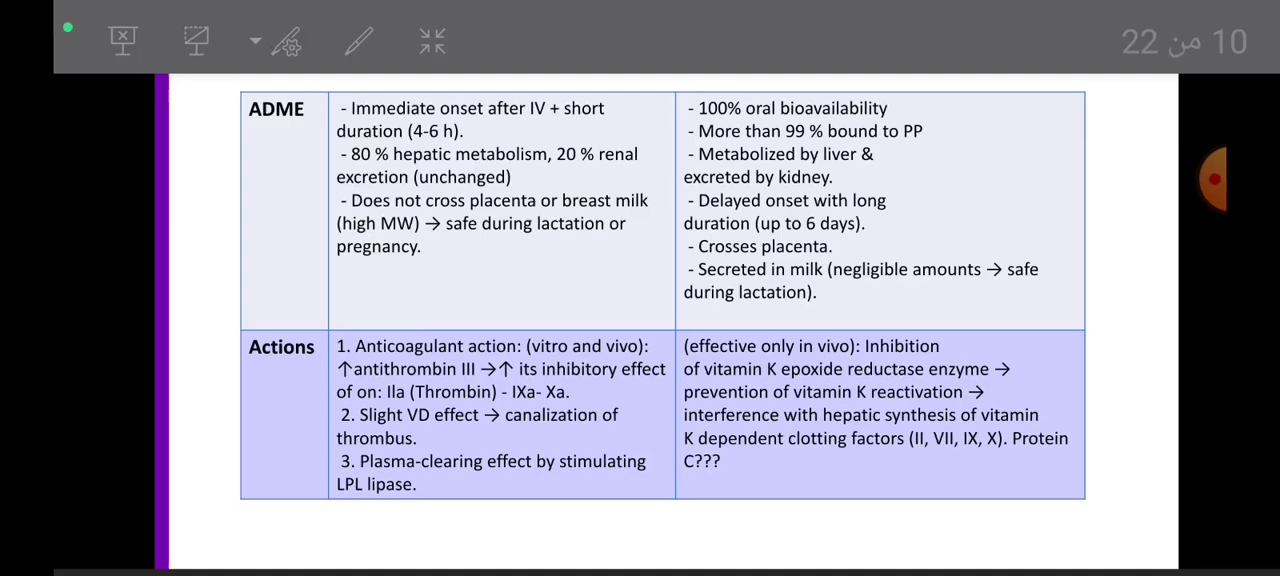 10 من 22
ADME
- Immediate onset after IV + short
duration (4-6 h).
- 80 % hepatic metabolism, 20 % renal
excretion (unchanged)
- Does not cross placenta or breast milk
(high MW) → safe during lactation or
pregnancy.
- 100% oral bioavailability
- More than 99 % bound to PP
- Metabolized by liver &
excreted by kidney.
- Delayed onset with long
duration (up to 6 days).
- Crosses placenta.
- Secreted in milk (negligible amounts → safe
during lactation).
Actions
1. Anticoagulant action: (vitro and vivo):
↑antithrombin III →↑ its inhibitory effect
of on: IIa (Thrombin) - IXa- Xa.
2. Slight VD effect → canalization of
thrombus.
3. Plasma-clearing effect by stimulating
LPL lipase.
(effective only in vivo): Inhibition
of vitamin K epoxide reductase enzyme →
prevention of vitamin K reactivation →
interference with hepatic synthesis of vitamin
K dependent clotting factors (II, VII, IX, X). Protein
C???